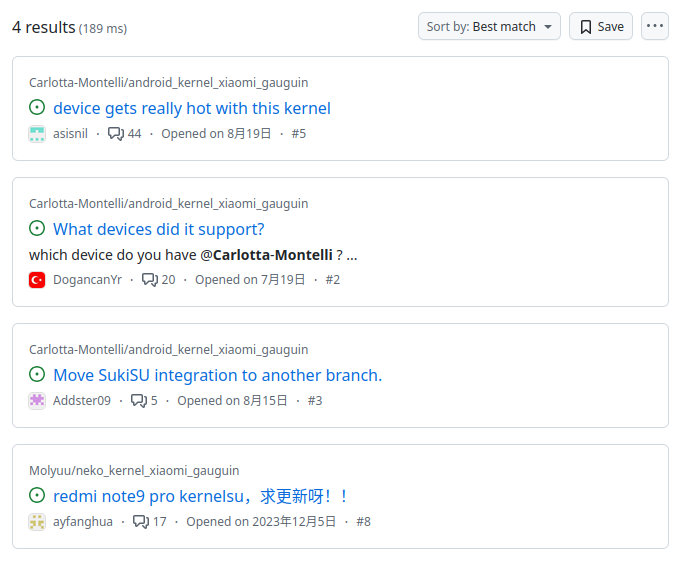 4 results (189 ms)
Sort by: Best match
Save
Carlotta-Montelli/android_kernel_xiaomi_gauguin
device gets really hot with this kernel
asisnil · 44 · Opened on 8月19日 · #5
Carlotta-Montelli/android_kernel_xiaomi_gauguin
What devices did it support?
which device do you have @Carlotta-Montelli ? ...
DogancanYr · 20 · Opened on 7月19日 · #2
Carlotta-Montelli/android_kernel_xiaomi_gauguin
Move SukiSU integration to another branch.
Addster09 · 5 · Opened on 8月15日 · #3
Molyuu/neko_kernel_xiaomi_gauguin
redmi note9 pro kernelsu，求更新呀！！
ayfanghua · 17 · Opened on 2023年12月5日 · #8